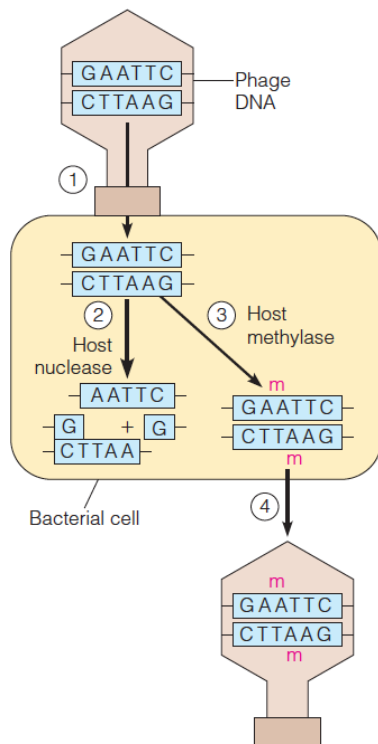 GAATTC
CTTAAG
Phage
DNA
1
GAATTC
CTTAAG
2
Host
nuclease
3
Host
methylase
AATTC
G + G
CTTAA
m
GAATTC
CTTAAG
m
Bacterial cell
4
m
GAATTC
CTTAAG
m